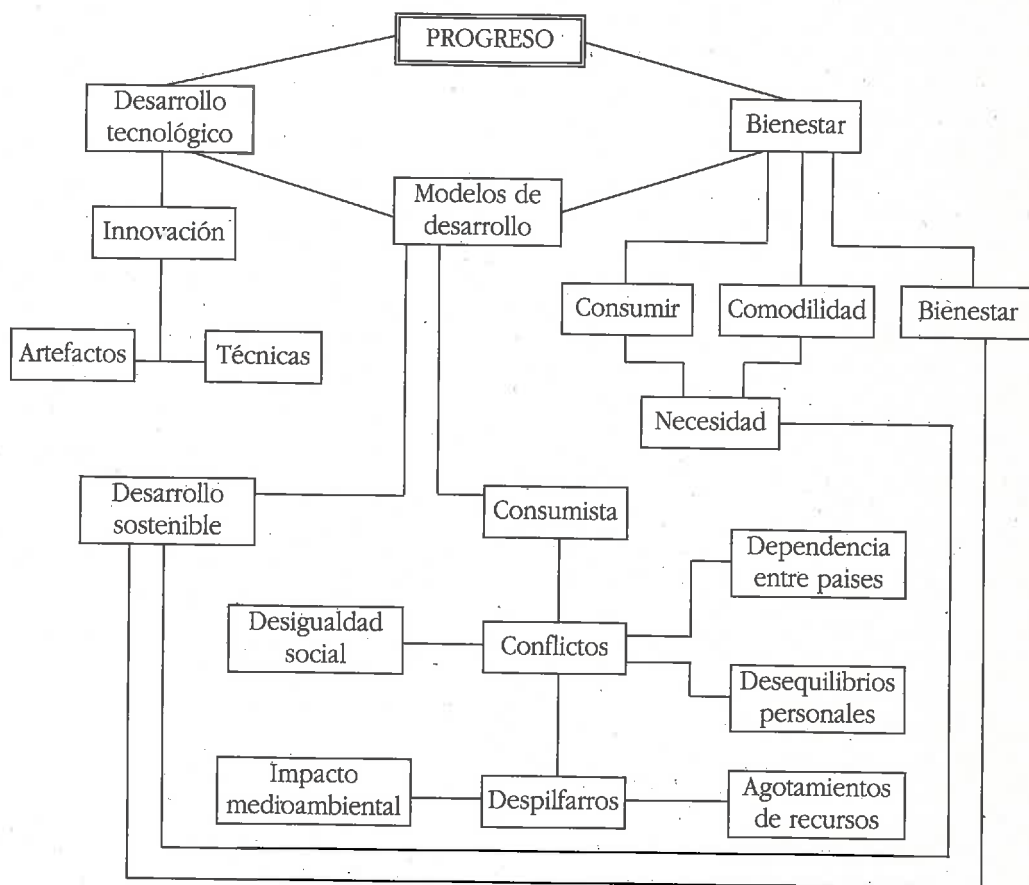 PROGRESO
Desarrollo
tecnológico
Bienestar
Modelos de
desarrollo
Innovación
Consumir
Comodilidad
Bienestar
Artefactos
Técnicas
Necesidad
Desarrollo
sostenible
Consumista
Dependencia
entre paises
Desigualdad
social
Conflictos
Desequilibrios
personales
Impacto
medioambiental
Despilfarros
Agotamientos
de recursos